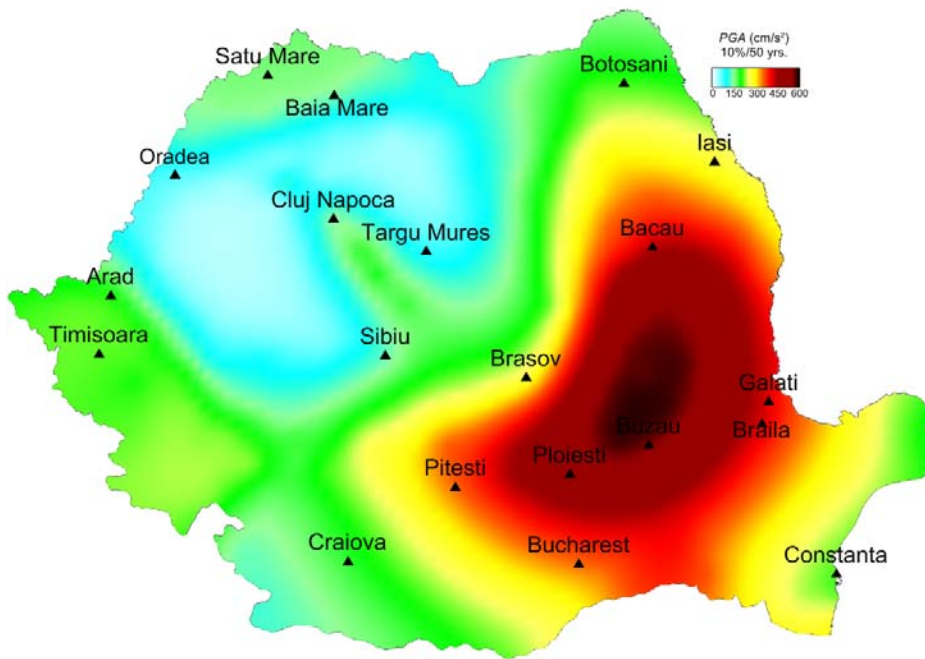 PGA (cm/s²)
10%/50 yrs.
0 150 300 450 600
Satu Mare
Botosani
Baia Mare
Iasi
Oradea
Cluj Napoca
Targu Mures
Bacau
Arad
Timisoara
Sibiu
Brasov
Galati
Braila
Buzau
Ploiesti
Pitesti
Craiova
Bucharest
Constanta